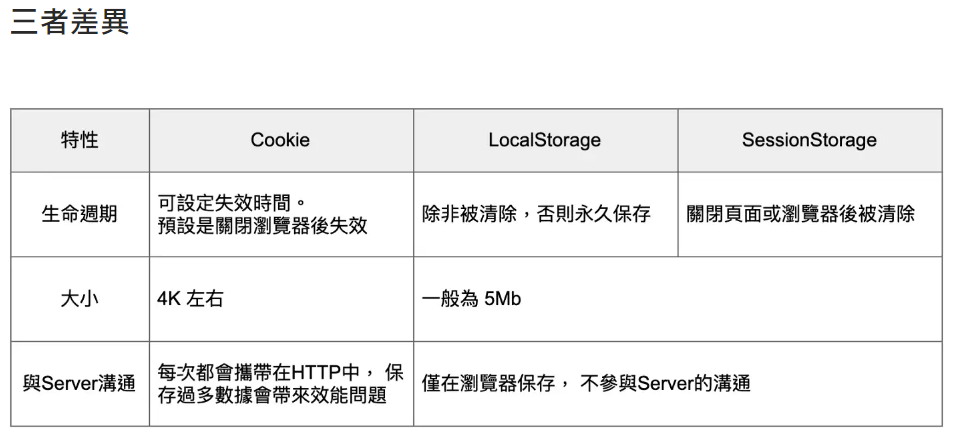 三者差異
特性
Cookie
LocalStorage
SessionStorage
生命週期
可設定失效時間。
預設是關閉瀏覽器後失效
除非被清除，否則永久保存
關閉頁面或瀏覽器後被清除
大小
4K 左右
一般為 5Mb
與Server溝通
每次都會攜帶在HTTP中， 保
存過多數據會帶來效能問題
僅在瀏覽器保存， 不參與Server的溝通